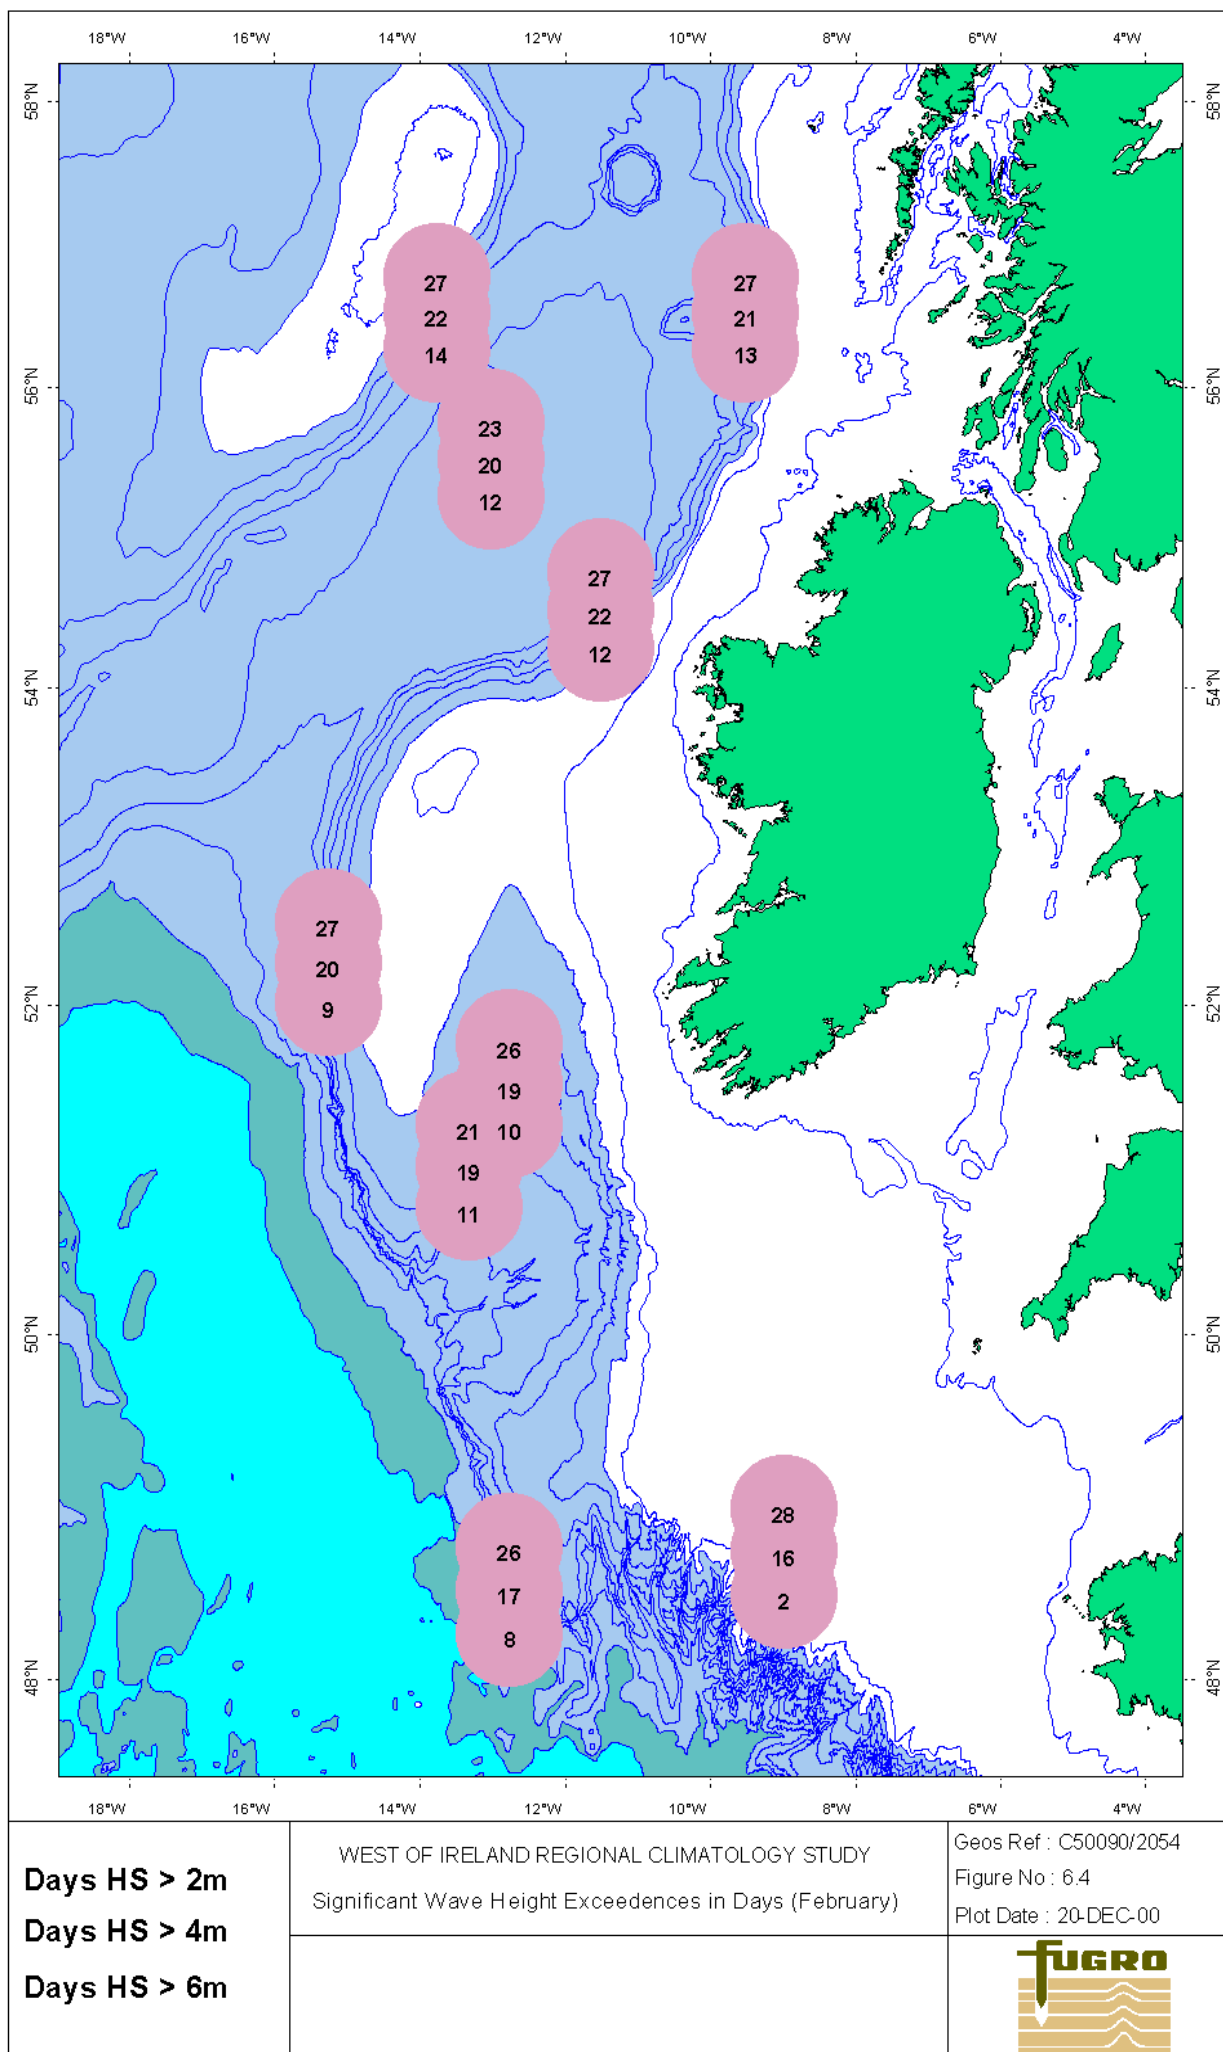 18°W 16°W 14°W 12°W 10°W 8°W 6°W 4°W
58°N 58°N
27 27
22 21
14 13
56°N 56°N
23
20
12
27
22
12
54°N 54°N
27
20
9
52°N 52°N
26
19
21 10
19
11
50°N 50°N
28
26 16
17 2
8
48°N 48°N
18°W 16°W 14°W 12°W 10°W 8°W 6°W 4°W
Days HS > 2m
Days HS > 4m
Days HS > 6m
WEST OF IRELAND REGIONAL CLIMATOLOGY STUDY
Significant Wave Height Exceedences in Days (February)
Geos Ref : C50090/2054
Figure No : 6.4
Plot Date : 20-DEC-00
FUGRO